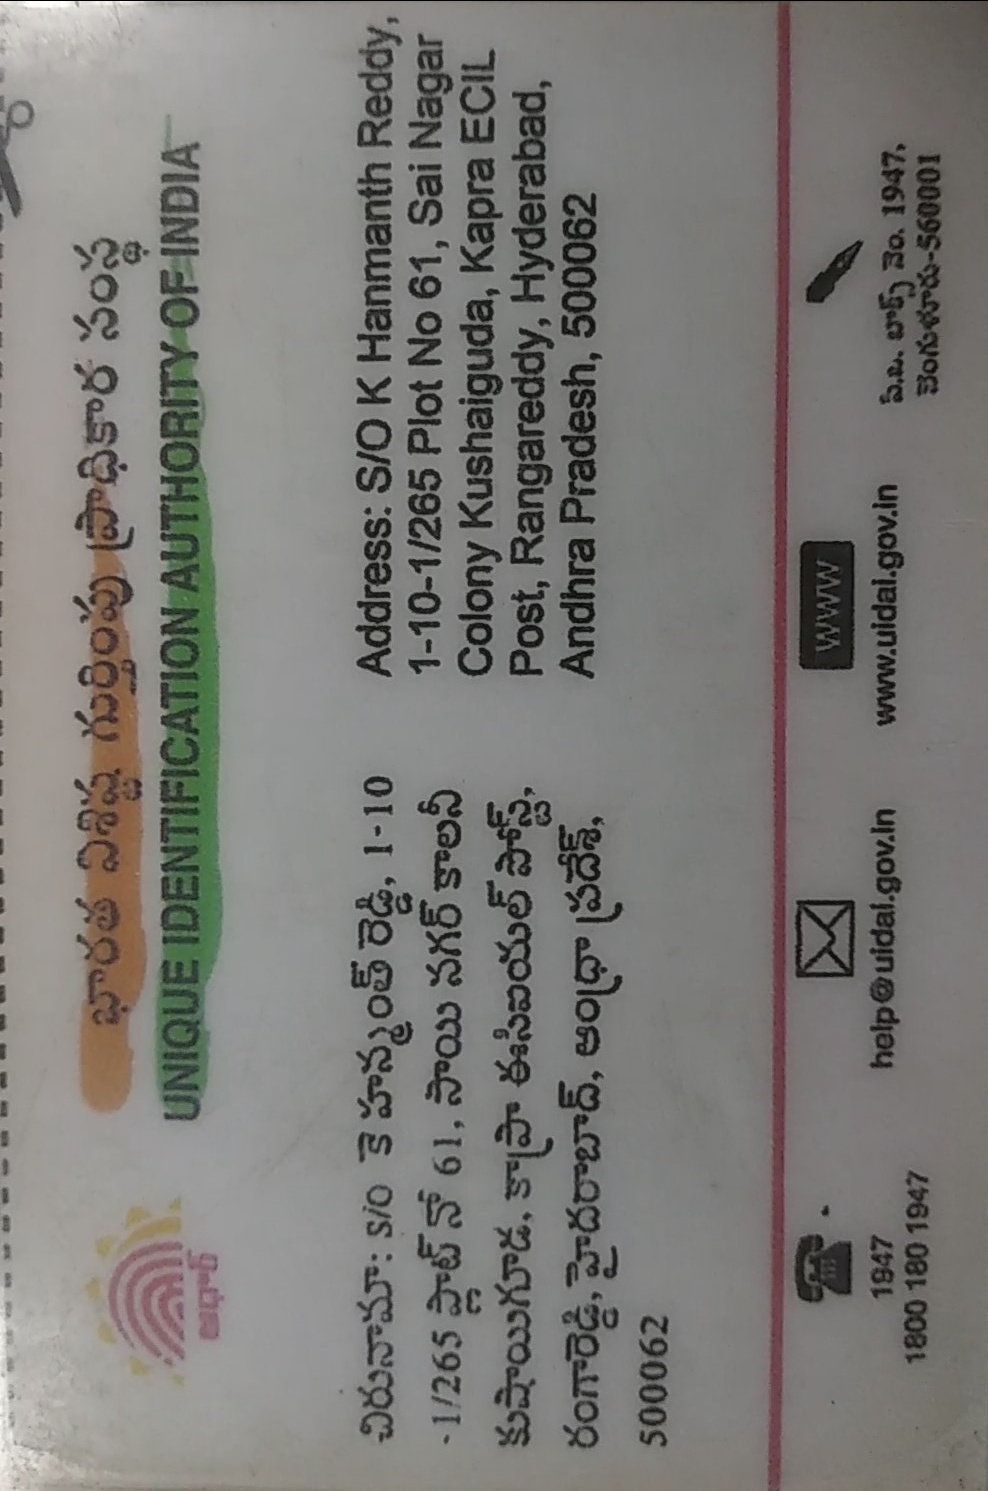 భారత విశిష్ట గుర్తింపు ప్రాధికార సంస్థ
UNIQUE IDENTIFICATION AUTHORITY OF INDIA
ఆధార్
చిరునామా: S/O కె హన్మంత్ రెడ్డి, 1-10
-1/265 ప్లాట్ నో 61, సాయి నగర్ కాలనీ
కుషాయిగూడ, కాప్రా ఈసిఐయల్ పోస్ట్,
రంగారెడ్డి, హైదరాబాద్, ఆంధ్రా ప్రదేశ్,
500062
Address: S/O K Hanmanth Reddy,
1-10-1/265 Plot No 61, Sai Nagar
Colony Kushaiguda, Kapra ECIL
Post, Rangareddy, Hyderabad,
Andhra Pradesh, 500062
1947
1800 180 1947
help@uidai.gov.in
WWW
www.uidai.gov.in
పి.బి. బాక్స్ నెం. 1947,
బెంగుళూరు-560001